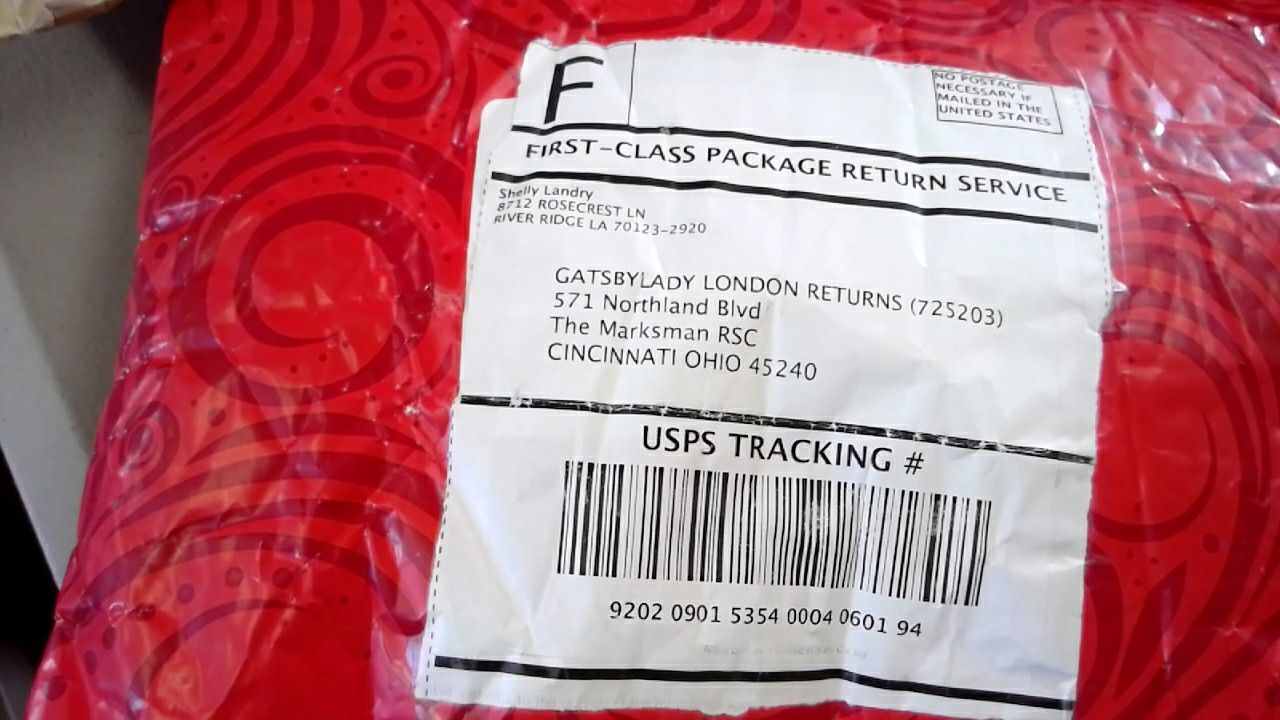 F
NO POSTAGE
NECESSARY IF
MAILED IN THE
UNITED STATES
FIRST-CLASS PACKAGE RETURN SERVICE
Shelly Landry
8712 ROSECREST LN
RIVER RIDGE LA 70123-2920
GATSBYLADY LONDON RETURNS (725203)
571 Northland Blvd
The Marksman RSC
CINCINNATI OHIO 45240
USPS TRACKING #
9202 0901 5354 0004 0601 94